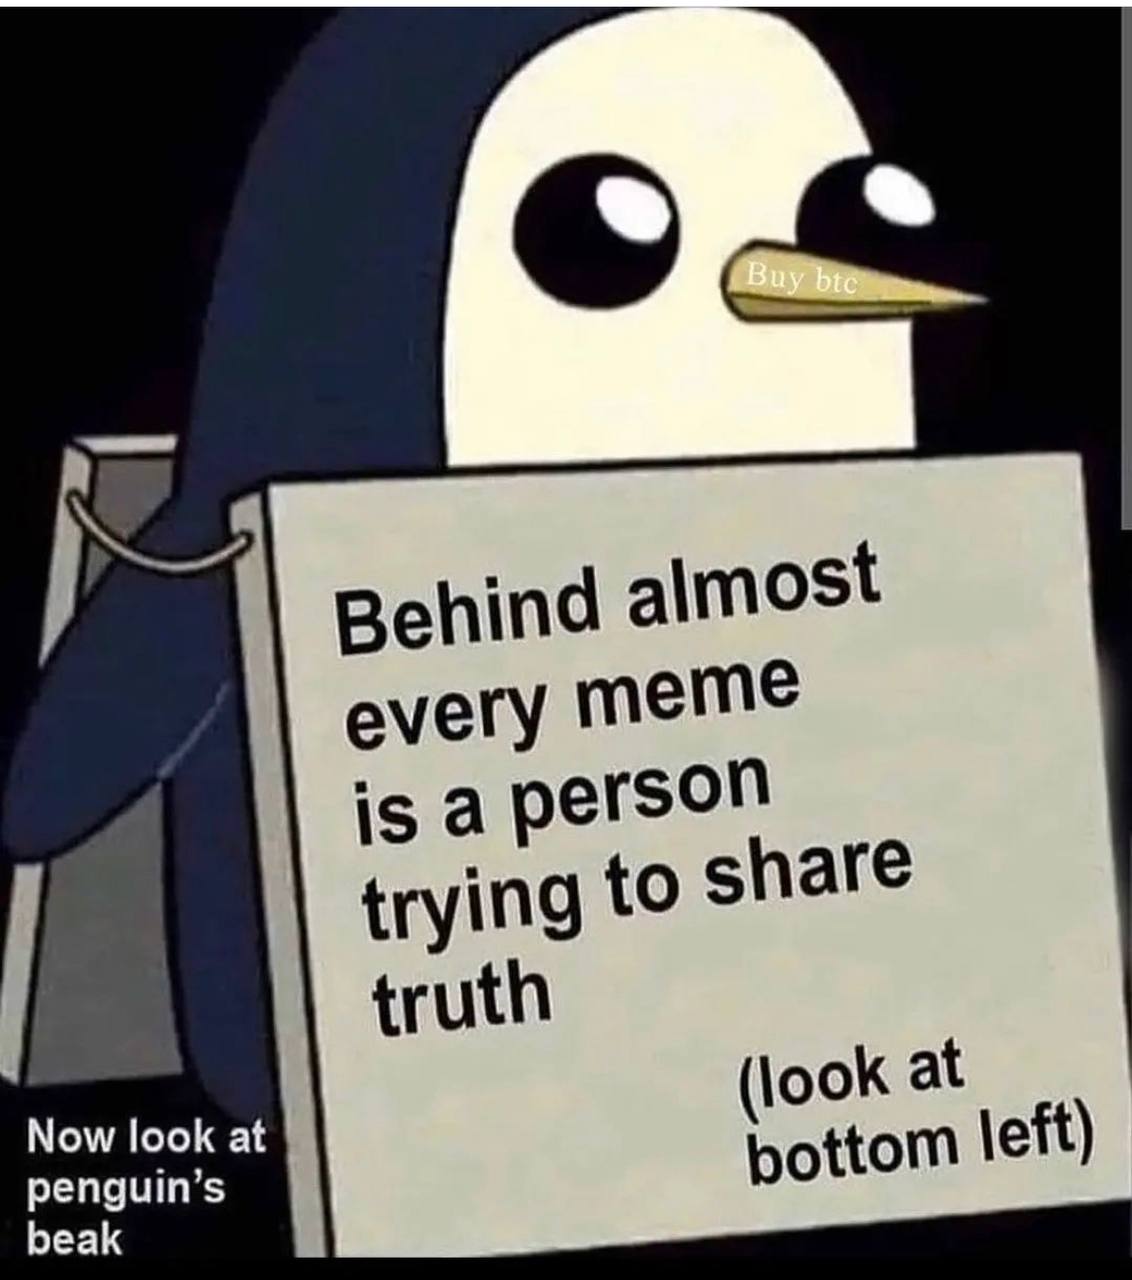 Buy btc
Behind almost
every meme
is a person
trying to share
truth
(look at
bottom left)
Now look at
penguin's
beak